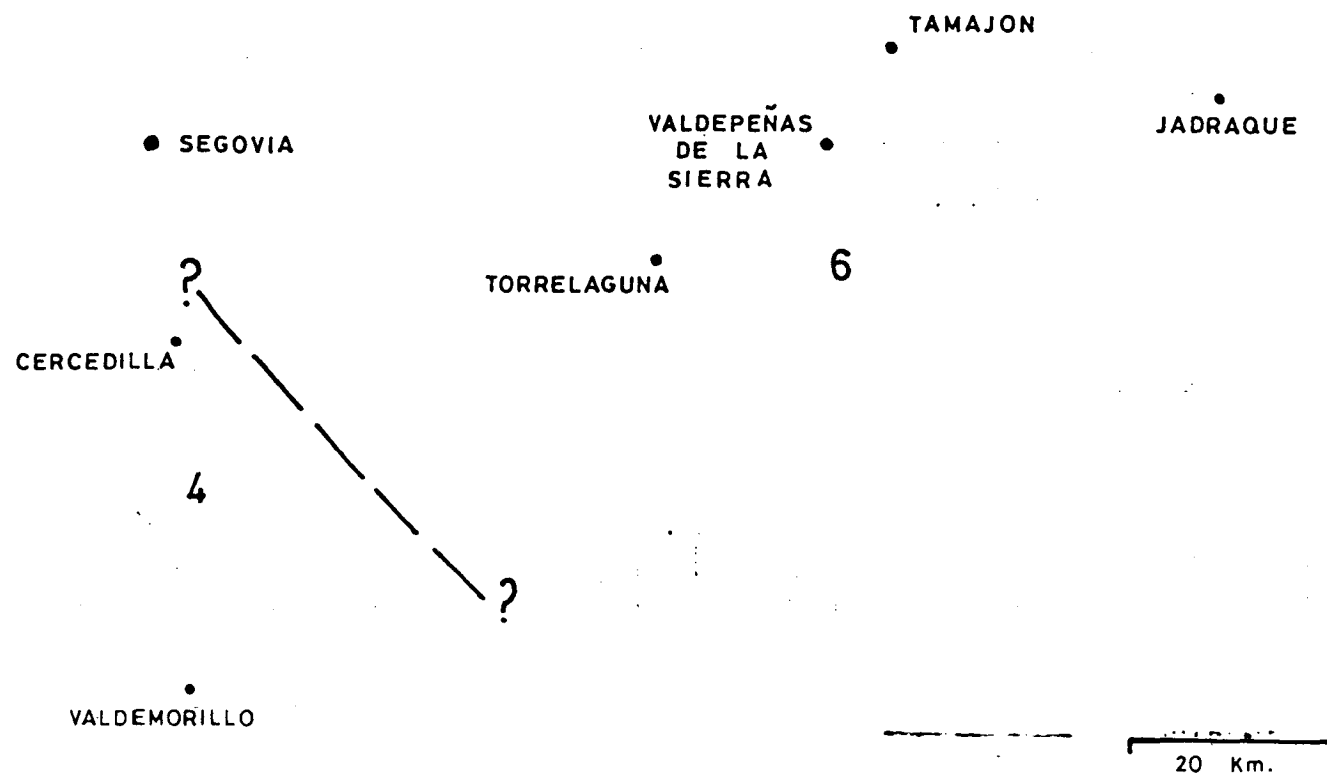 TAMAJON
JADRAQUE
VALDEPEÑAS
DE LA
SIERRA
SEGOVIA
TORRELAGUNA
6
?
CERCEDILLA
4
?
VALDEMORILLO
20 Km.